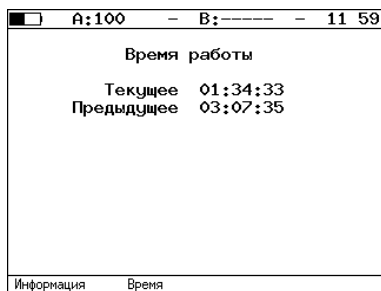 A:100 – B:----- – 11 59
Время работы
Текущее 01:34:33
Предыдущее 03:07:35
Информация Время